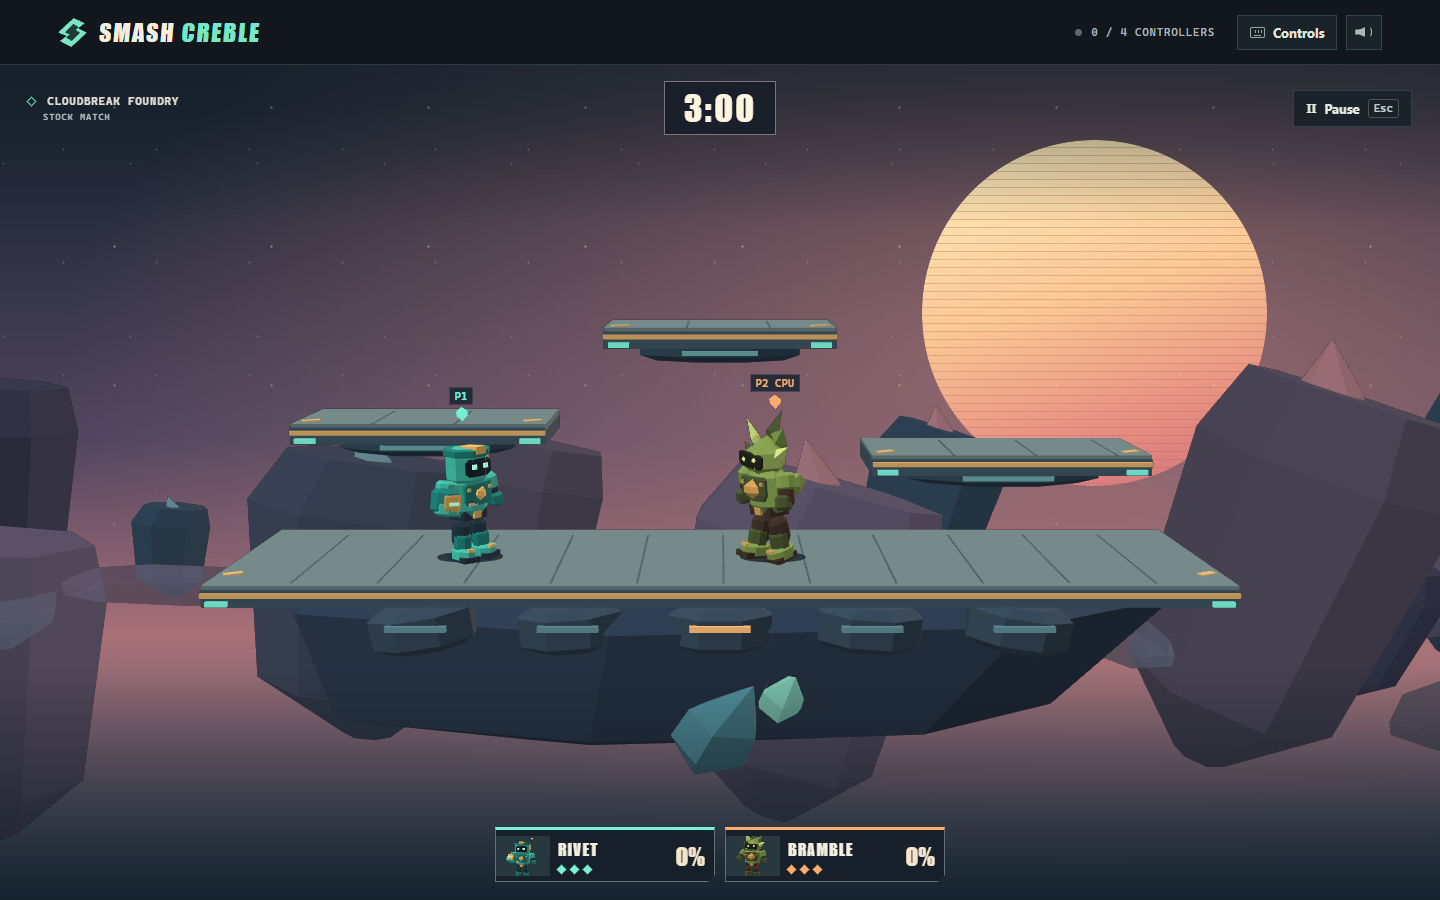 SMASH CREBLE
0 / 4 CONTROLLERS
Controls
CLOUDBREAK FOUNDRY
STOCK MATCH
3:00
Pause Esc
P1
P2 CPU
RIVET
0%
BRAMBLE
0%